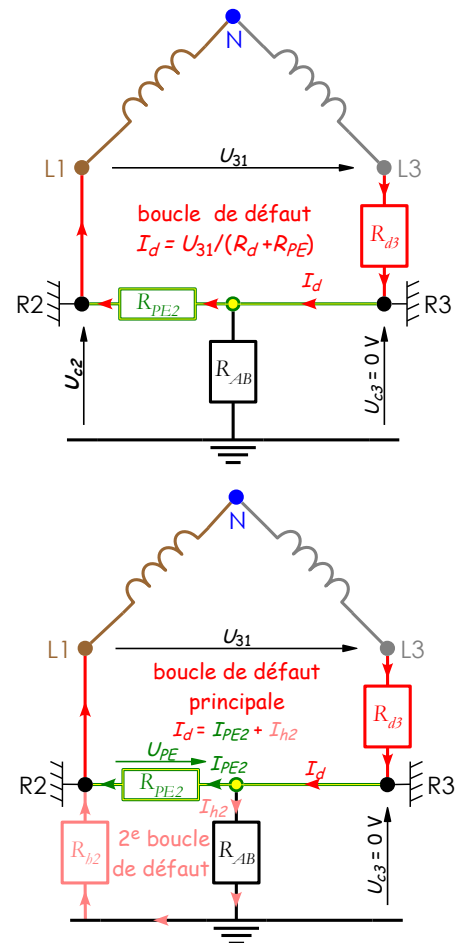 N
L1
U31
L3
boucle de défaut
Id = U31/(Rd +RPE)
Rd3
R2
RPE2
Id
R3
Uc2
RAB
Uc3 = 0 V
N
L1
U31
L3
boucle de défaut
principale
Id = IPE2 + Ih2
Rd3
UPE
R2
RPE2
IPE2
Id
R3
Ih2
Rh2
2e boucle
de défaut
RAB
Uc3 = 0 V